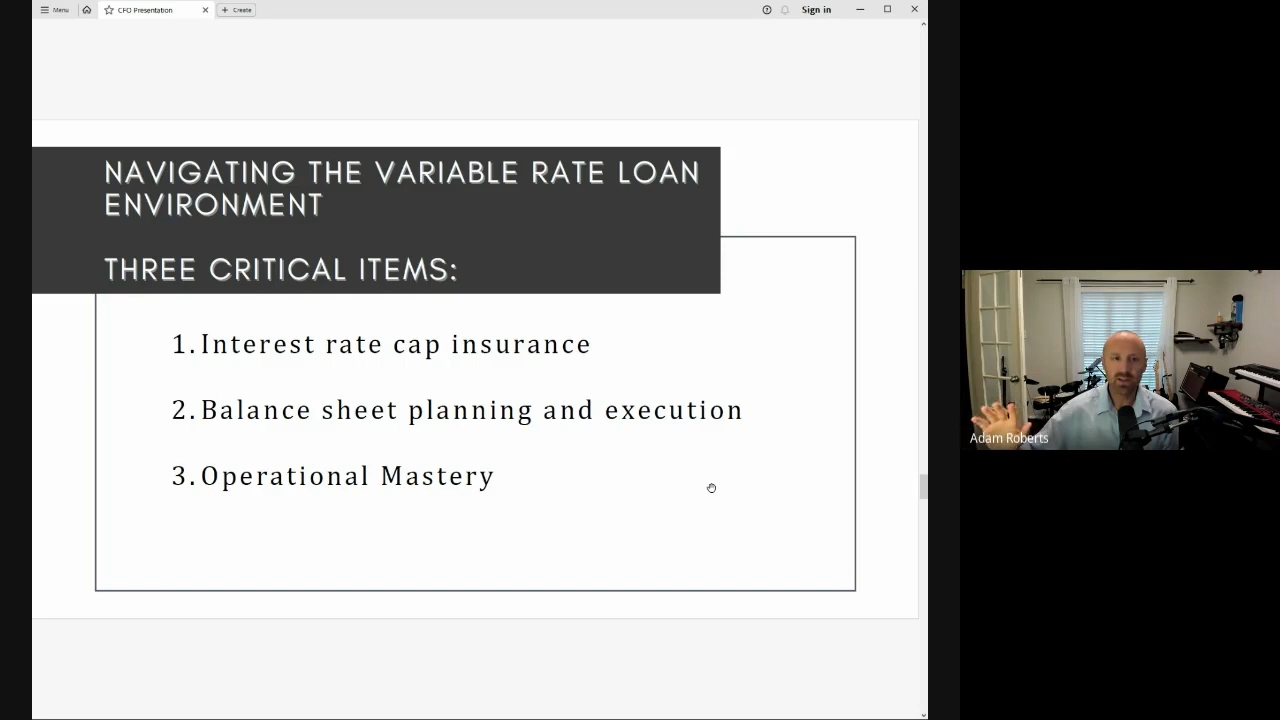 Menu
CFO Presentation
Create
Sign in
NAVIGATING THE VARIABLE RATE LOAN
ENVIRONMENT
THREE CRITICAL ITEMS:
1. Interest rate cap insurance
2. Balance sheet planning and execution
3. Operational Mastery
Adam Roberts